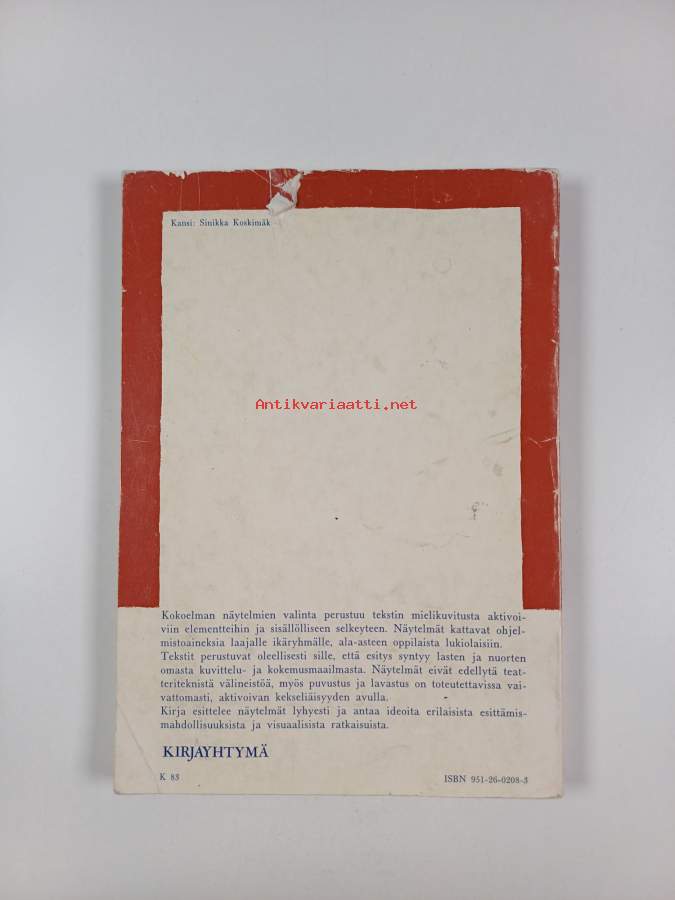 Kansi: Sinikka Koskimäk
Antikvariaatti.net
Kokoelman näytelmien valinta perustuu tekstin mielikuvitusta aktivoi-
viin elementteihin ja sisällölliseen selkeyteen. Näytelmät kattavat ohjel-
mistoaineksia laajalle ikäryhmälle, ala-asteen oppilaista lukiolaisiin.
Tekstit perustuvat oleellisesti sille, että esitys syntyy lasten ja nuorten
omasta kuvittelu- ja kokemusmaailmasta. Näytelmät eivät edellytä teat-
teriteknistä välineistöä, myös puvustus ja lavastus on toteutettavissa vai-
vattomasti, aktivoivan kekseliäisyyden avulla.
Kirja esittelee näytelmät lyhyesti ja antaa ideoita erilaisista esittämis-
mahdollisuuksista ja visuaalisista ratkaisuista.
KIRJAYHTYMÄ
K 83
ISBN 951-26-0208-3